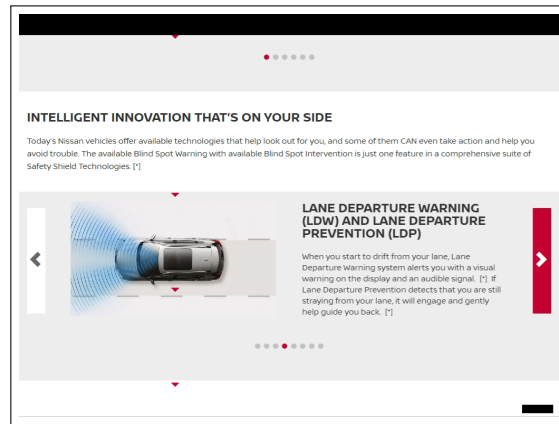 INTELLIGENT INNOVATION THAT'S ON YOUR SIDE
Today's Nissan vehicles offer available technologies that help look out for you, and some of them CAN even take action and help you
avoid trouble. The available Blind Spot Warning with available Blind Spot Intervention is just one feature in a comprehensive suite of
Safety Shield Technologies. [*]
LANE DEPARTURE WARNING
(LDW) AND LANE DEPARTURE
PREVENTION (LDP)
When you start to drift from your lane, Lane
Departure Warning system alerts you with a visual
warning on the display and an audible signal. [*] If
Lane Departure Prevention detects that you are still
straying from your lane, it will engage and gently
help guide you back. [*]